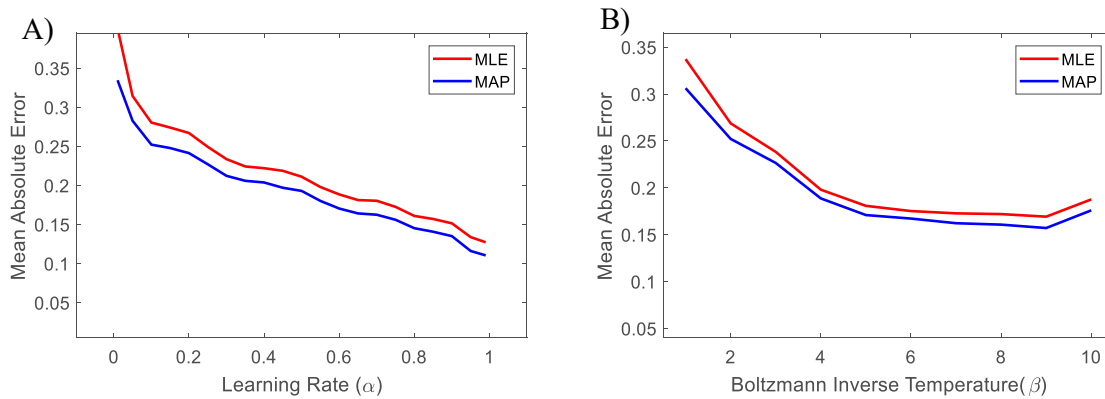 A)
MLE
MAP
0.35
0.3
0.25
0.2
0.15
0.1
0.05
Mean Absolute Error
0
0.2
0.4
0.6
0.8
1
Learning Rate (α)
B)
MLE
MAP
0.35
0.3
0.25
0.2
0.15
0.1
0.05
Mean Absolute Error
2
4
6
8
10
Boltzmann Inverse Temperature(β)